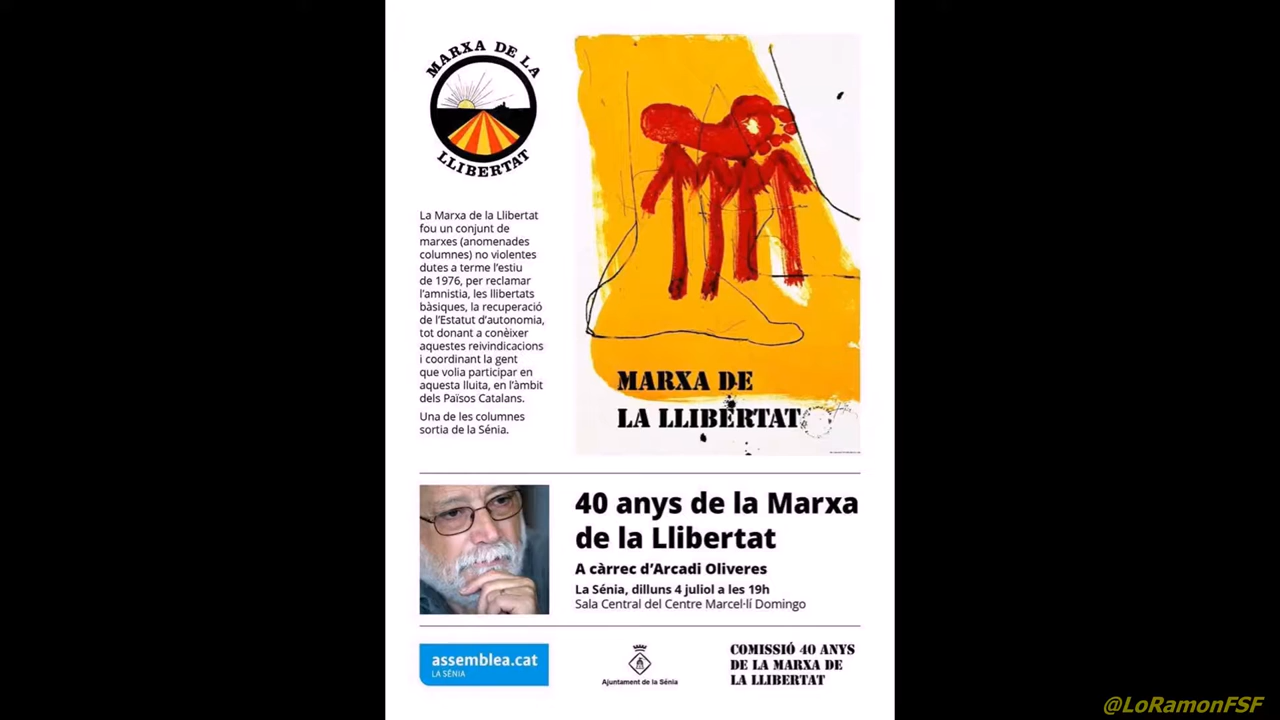 MARXA DE LA
LLIBERTAT
La Marxa de la Llibertat
fou un conjunt de
marxes (anomenades
columnes) no violentes
dutes a terme l'estiu
de 1976, per reclamar
l'amnistia, les llibertats
bàsiques, la recuperació
de l'Estatut d'autonomia,
tot donant a conèixer
aquestes reivindicacions
i coordinant la gent
que volia participar en
aquesta lluita, en l'àmbit
dels Països Catalans.
Una de les columnes
sortia de la Sénia.
MARXA DE
LA LLIBERTAT
40 anys de la Marxa
de la Llibertat
A càrrec d'Arcadi Oliveres
La Sénia, dilluns 4 juliol a les 19h
Sala Central del Centre Marcel·lí Domingo
assemblea.cat
LA SÉNIA
Ajuntament de la Sénia
COMISSIÓ 40 ANYS
DE LA MARXA DE
LA LLIBERTAT
@LoRamonFSF